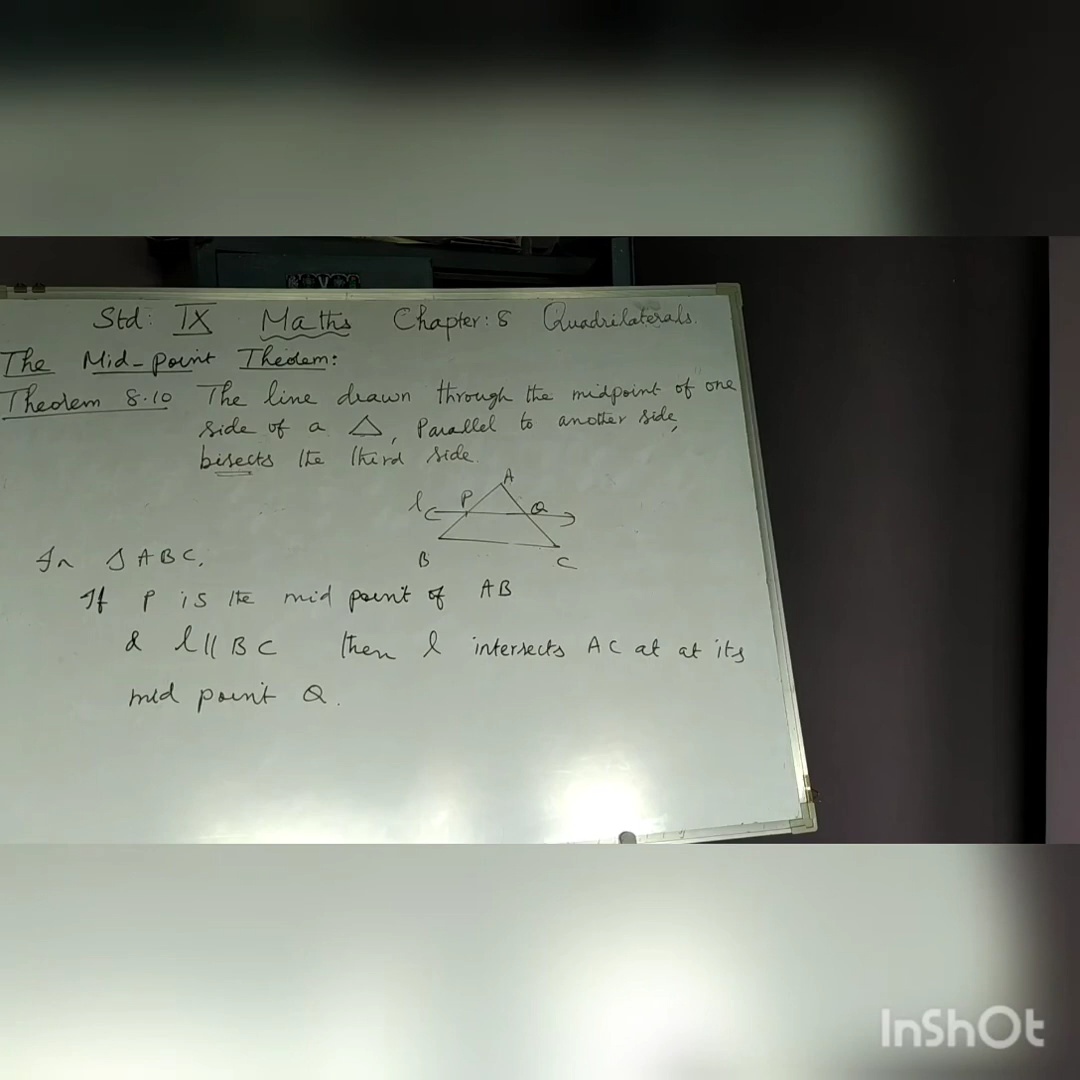 Std: IX Maths Chapter: 8 Quadrilaterals.
The Mid-point Theorem:
Theorem 8.10 The line drawn through the midpoint of one
side of a △, Parallel to another side,
bisects the third side.
A
l P Q
B C
In △ABC,
If P is the mid point of AB
& l || BC then l intersects AC at at its
mid point Q.
InShOt